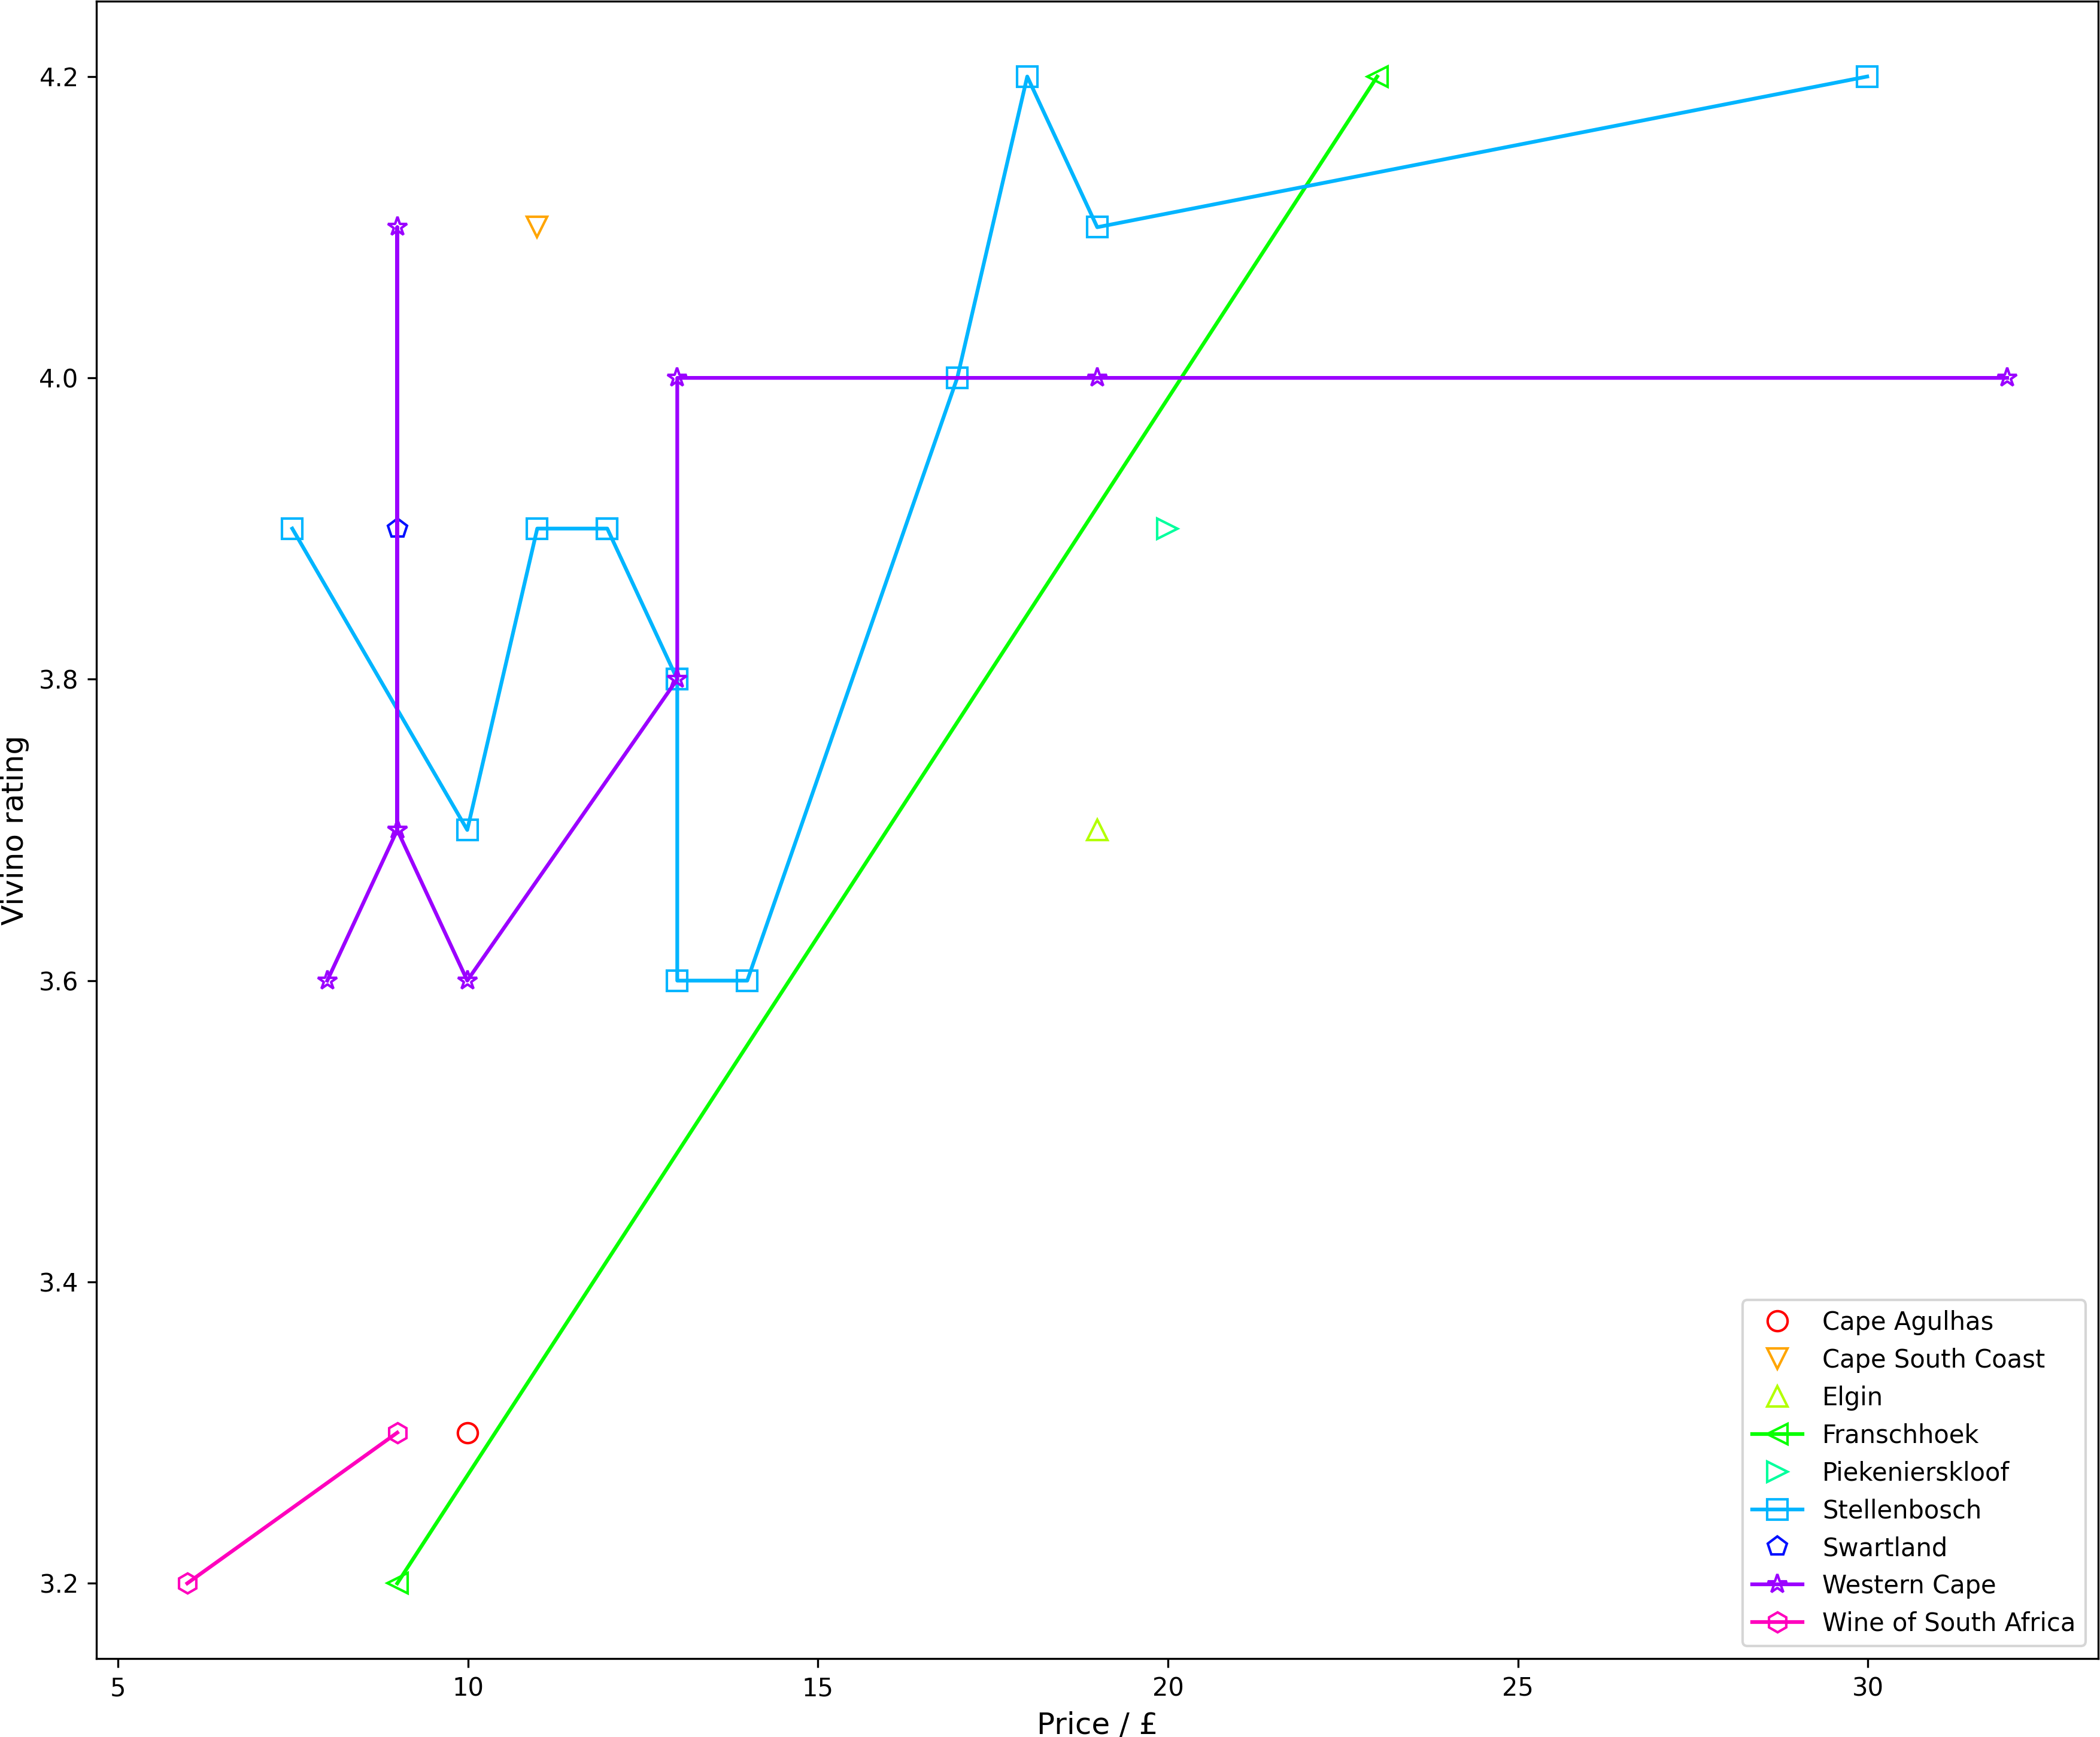 4.2
4.0
3.8
3.6
3.4
3.2
Vivino rating
5
10
15
20
25
30
Price / £
Cape Agulhas
Cape South Coast
Elgin
Franschhoek
Piekenierskloof
Stellenbosch
Swartland
Western Cape
Wine of South Africa